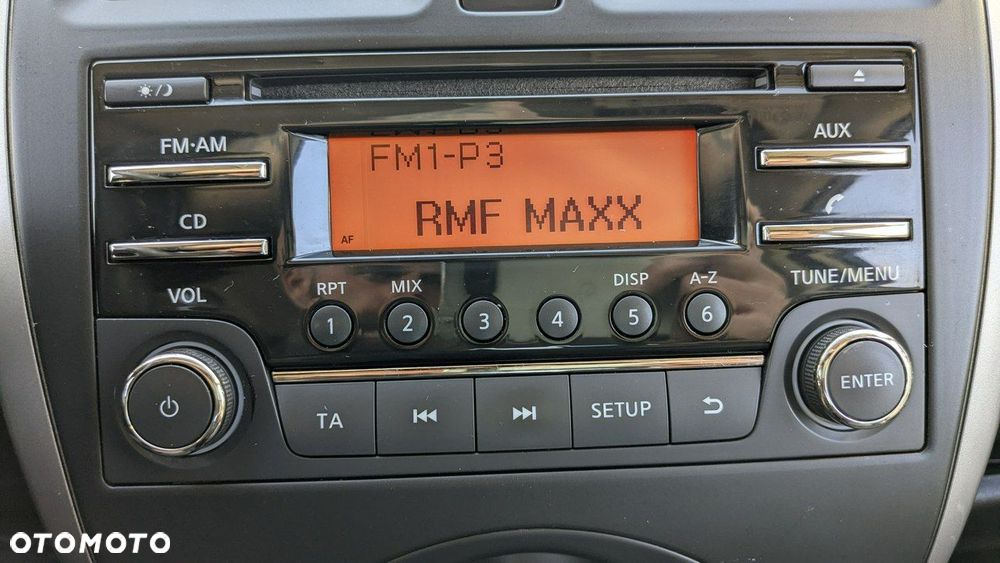 FM·AM
AUX
FM1-P3
CD
RMF MAXX
AF
VOL
RPT
MIX
DISP
A-Z
TUNE/MENU
1
2
3
4
5
6
ENTER
TA
SETUP
OTOMOTO